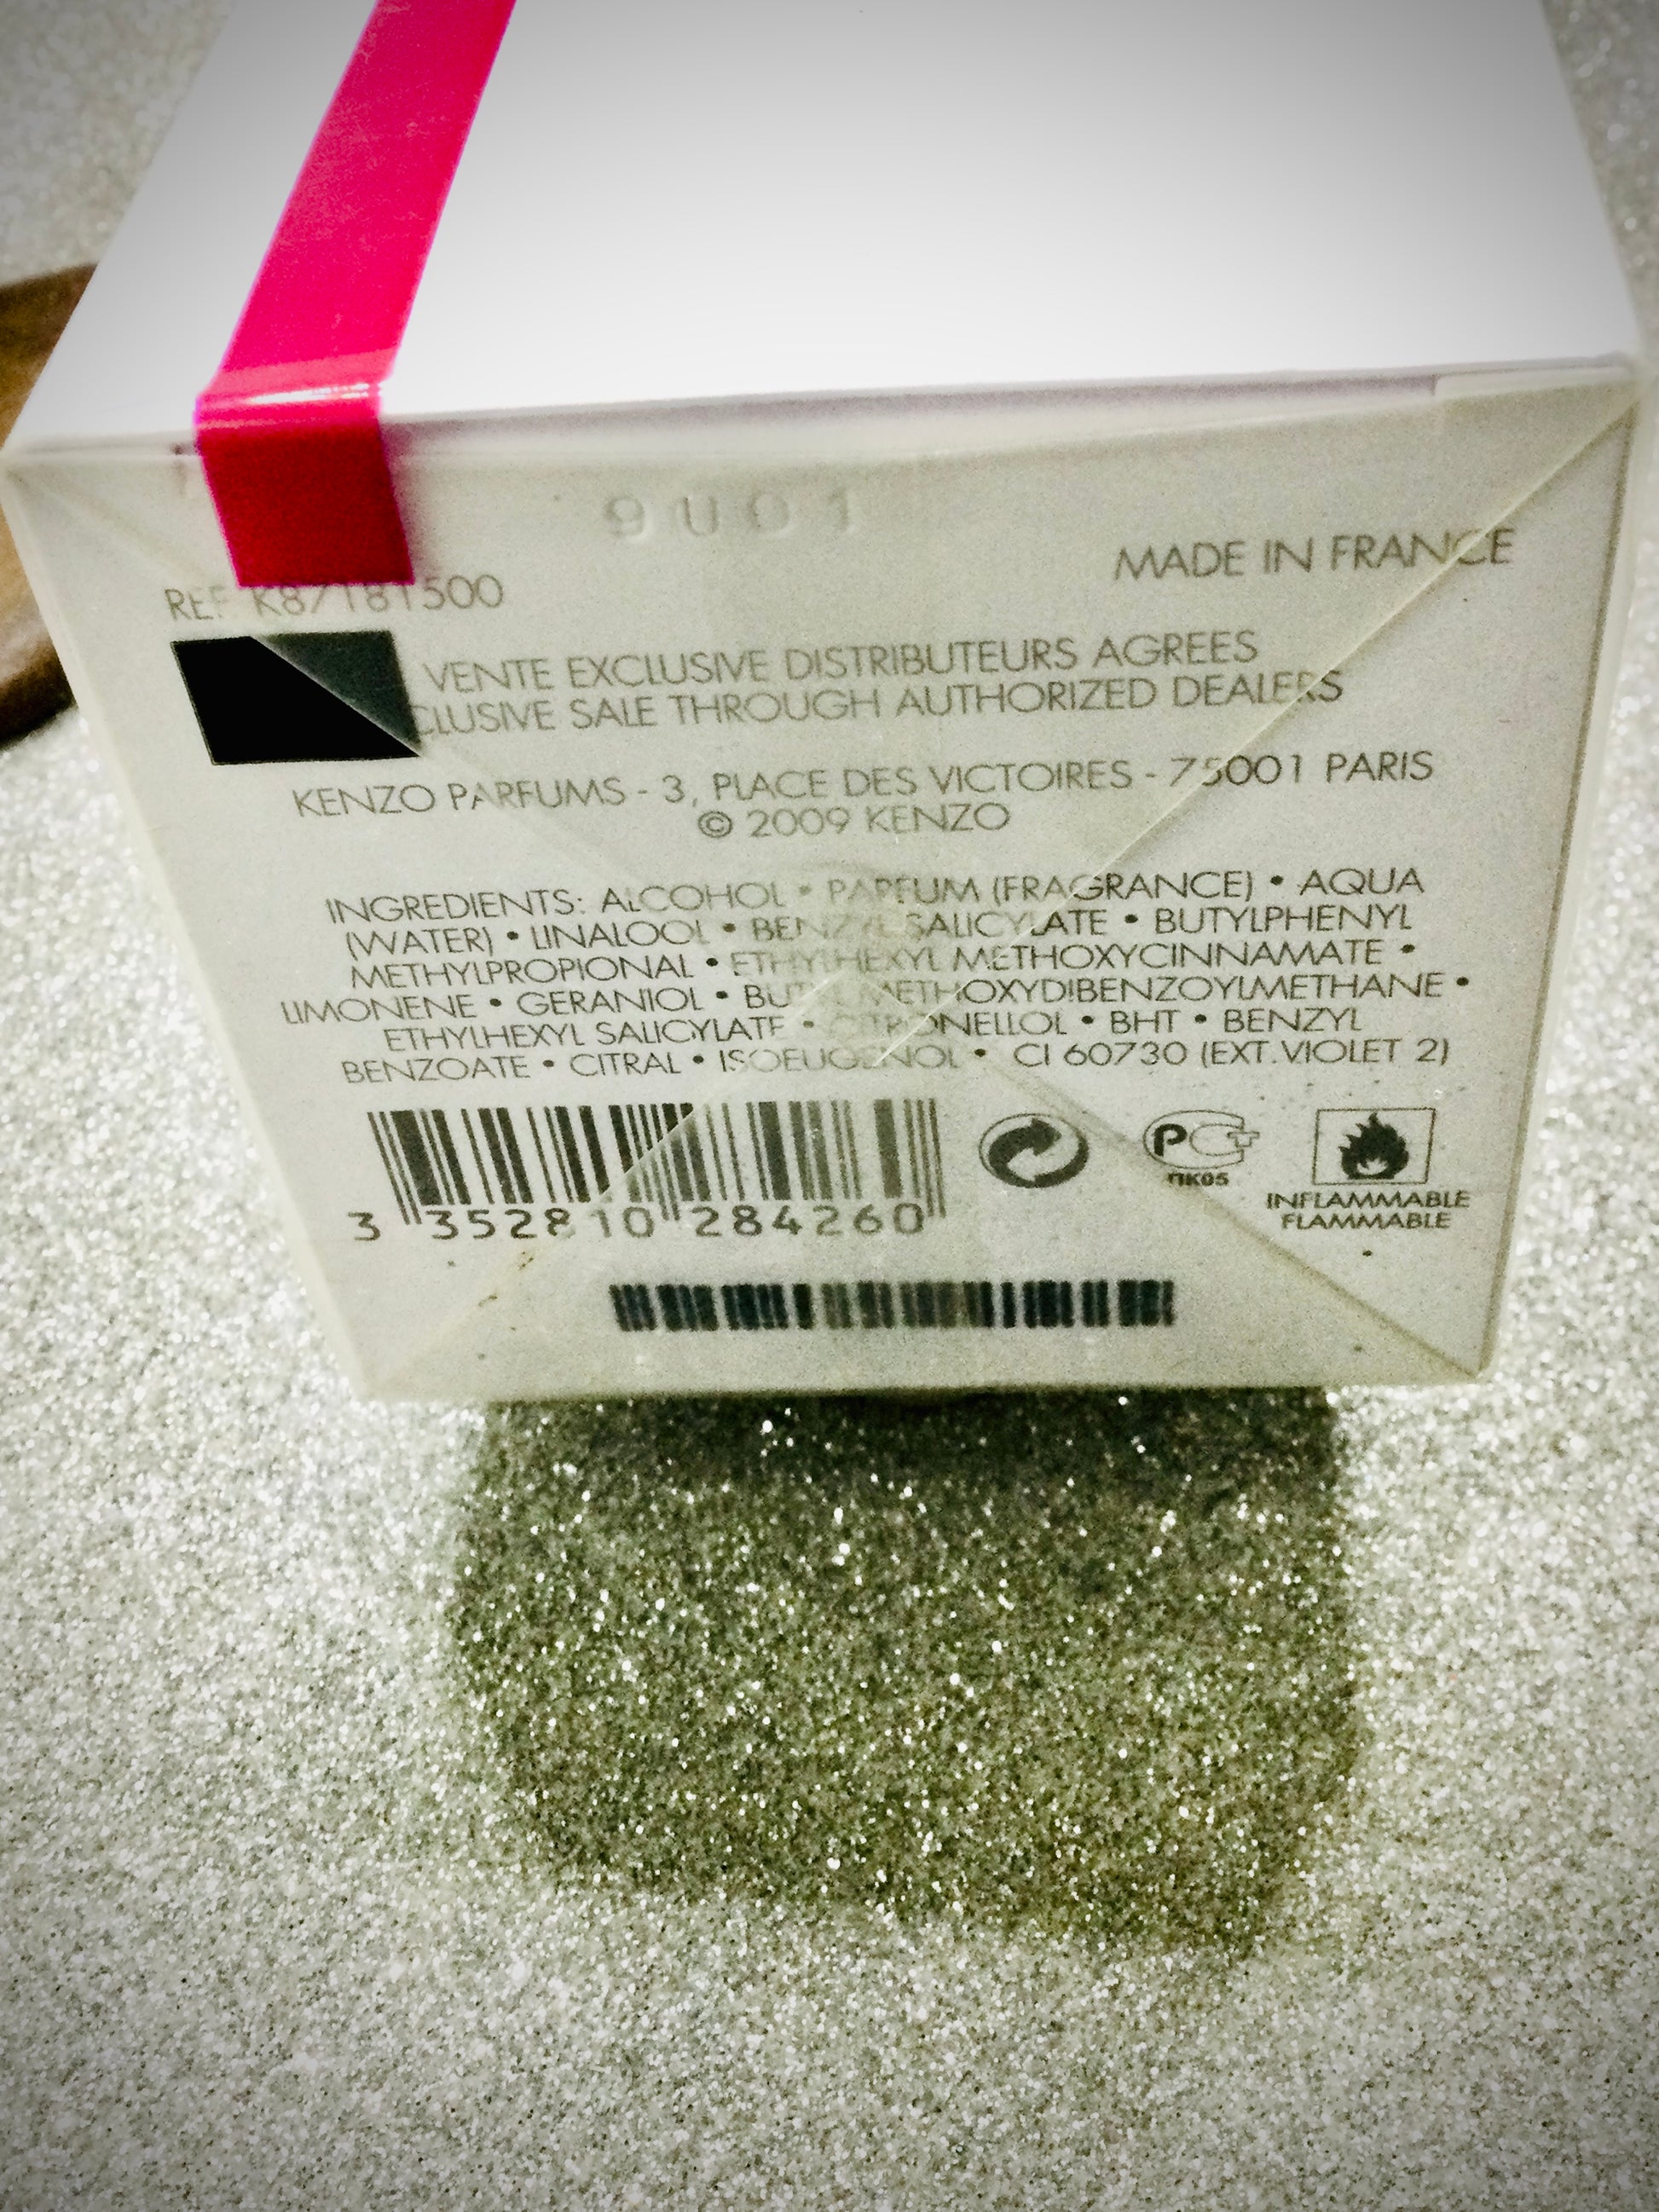 9001
MADE IN FRANCE
REF K87181500
VENTE EXCLUSIVE DISTRIBUTEURS AGREES
CLUSIVE SALE THROUGH AUTHORIZED DEALERS
KENZO PARFUMS - 3, PLACE DES VICTOIRES - 75001 PARIS
© 2009 KENZO
INGREDIENTS: ALCOHOL • PARFUM (FRAGRANCE) • AQUA
(WATER) • LINALOOL • BENZYL SALICYLATE • BUTYLPHENYL
METHYLPROPIONAL • ETHYLHEXYL METHOXYCINNAMATE •
LIMONENE • GERANIOL • BUTYL METHOXYDIBENZOYLMETHANE •
ETHYLHEXYL SALICYLATE • CITRONELLOL • BHT • BENZYL
BENZOATE • CITRAL • ISOEUGENOL • CI 60730 (EXT.VIOLET 2)
3 352810 284260
РСТ
ПК05
INFLAMMABLE
FLAMMABLE